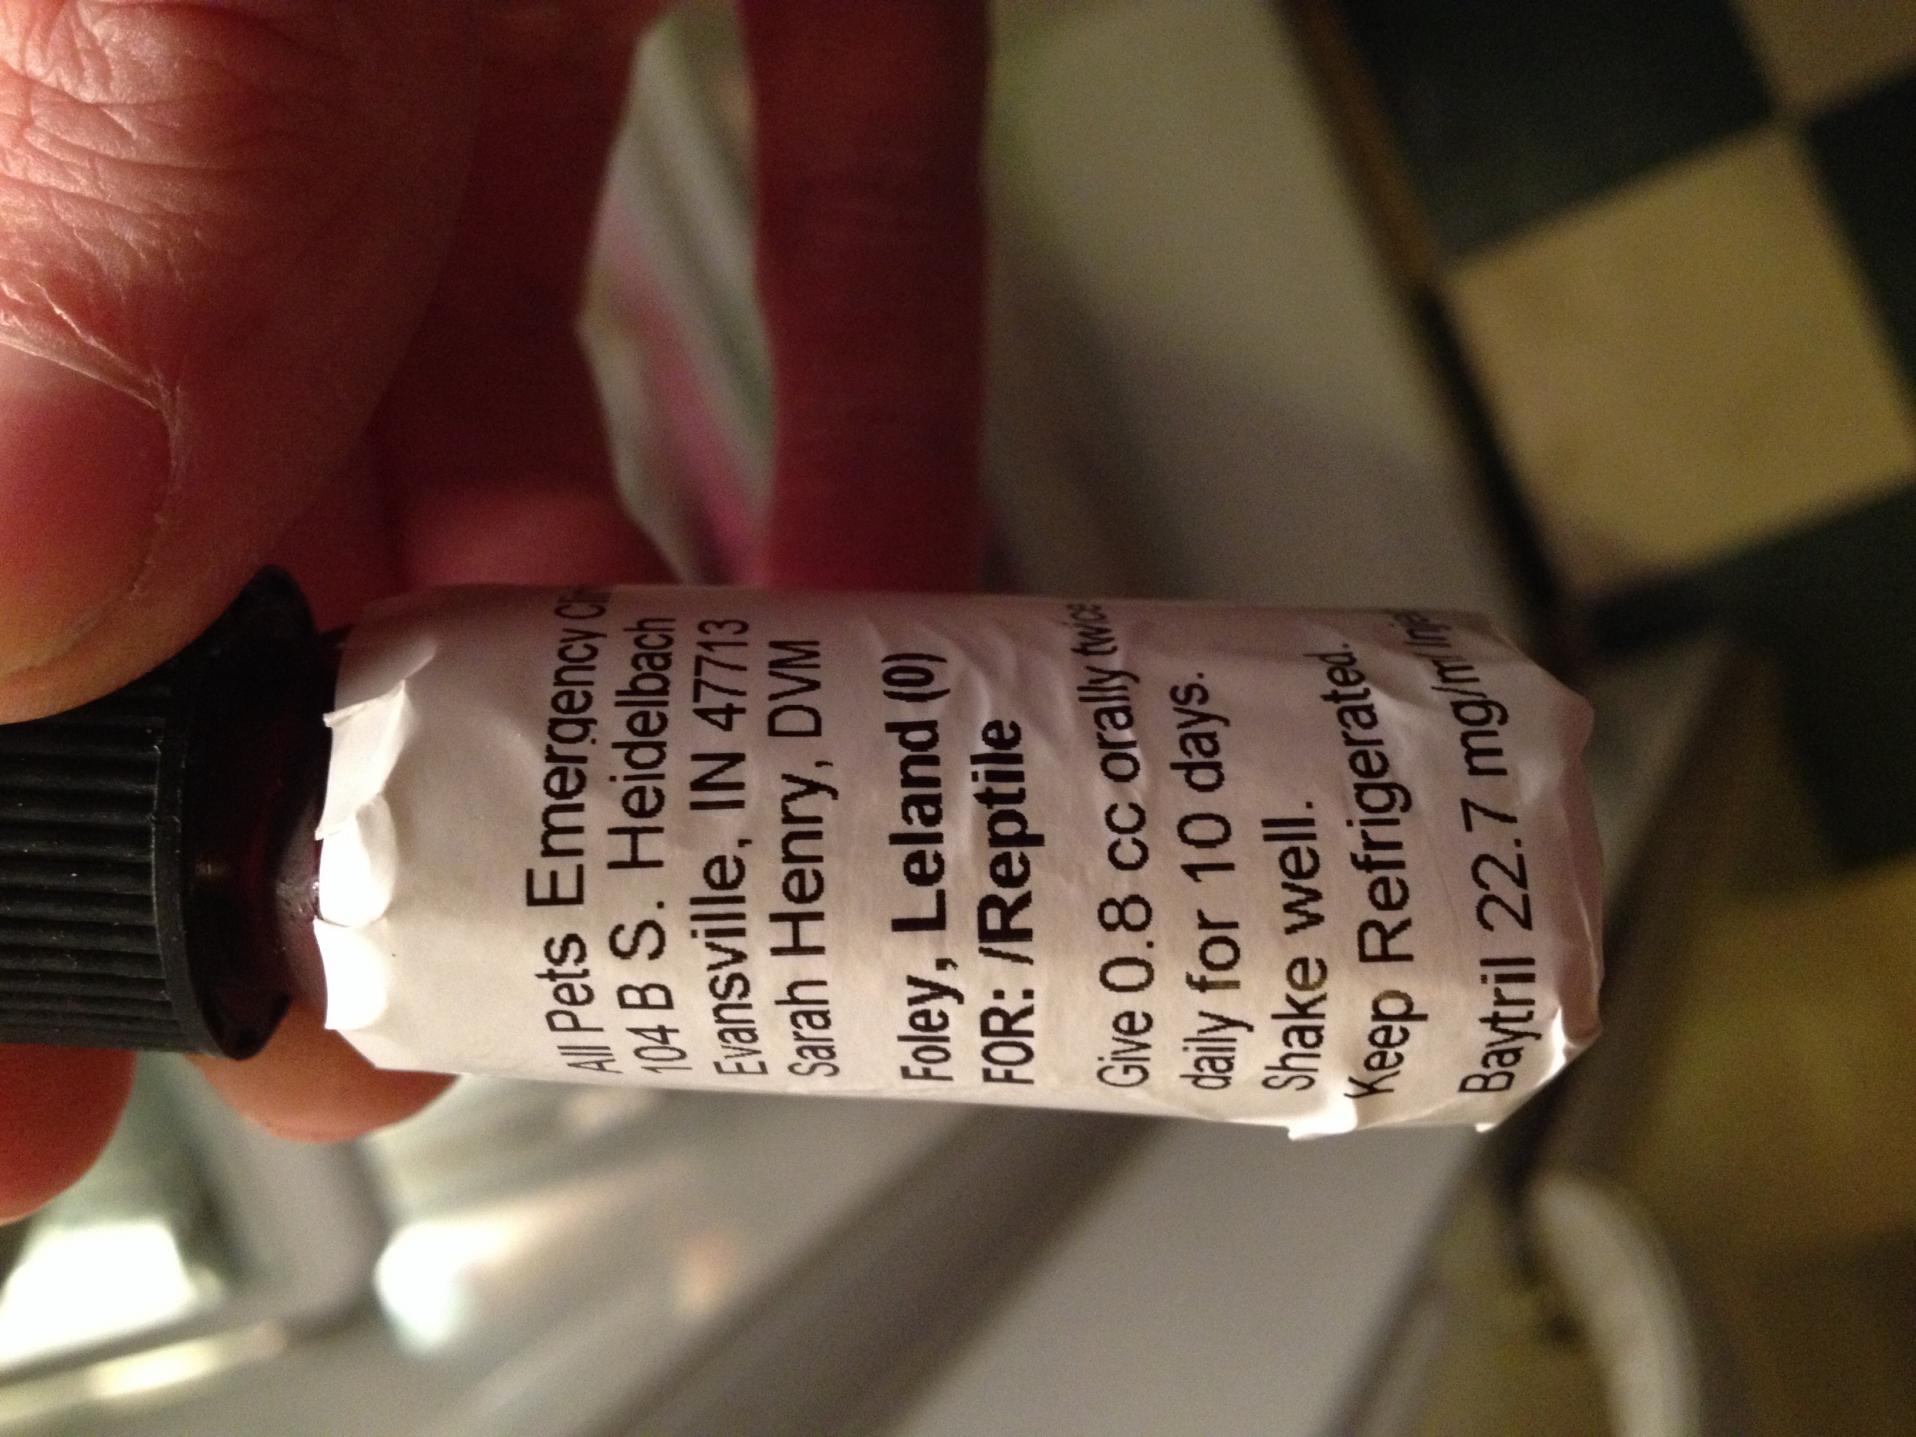 All Pets Emergency
104 B S. Heidelbach
Evansville, IN 47713
Sarah Henry, DVM
Foley, Leland (0)
FOR: /Reptile
Give 0.8 cc orally twice
daily for 10 days.
Shake well.
Keep Refrigerated.
Baytril 22.7 mg/ml